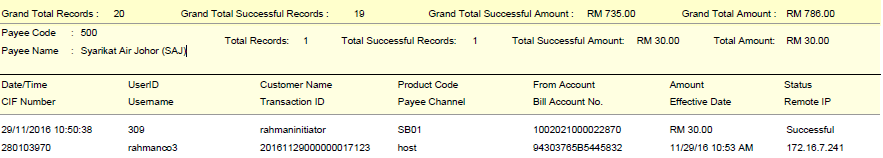 Grand Total Records : 20 Grand Total Successful Records : 19 Grand Total Successful Amount : RM 735.00 Grand Total Amount : RM 786.00
Payee Code : 500
Total Records: 1 Total Successful Records: 1 Total Successful Amount: RM 30.00 Total Amount: RM 30.00
Payee Name : Syarikat Air Johor (SAJ)
Date/Time UserID Customer Name Product Code From Account Amount Status
CIF Number Username Transaction ID Payee Channel Bill Account No. Effective Date Remote IP
29/11/2016 10:50:38 309 rahmaninitiator SB01 1002021000022870 RM 30.00 Successful
280103970 rahmanco3 20161129000000017123 host 94303765B5445832 11/29/16 10:53 AM 172.16.7.241